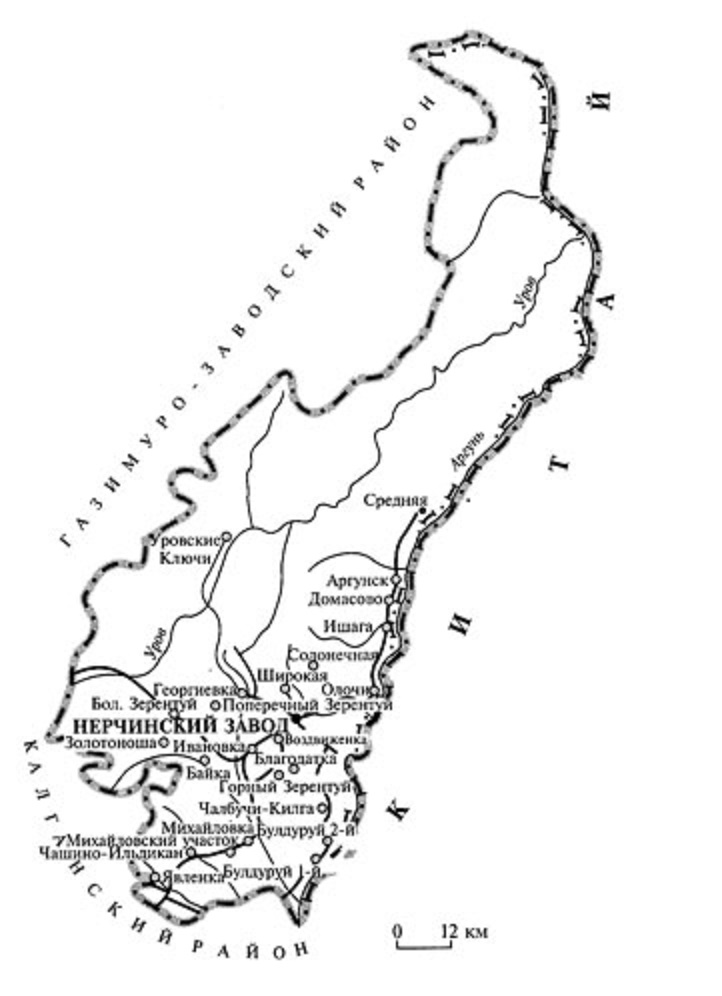 КИТАЙ
ГАЗИМУРО-ЗАВОДСКИЙ РАЙОН
Уров
Аргунь
Средняя
Уровские
Ключи
Аргунск
Домасово
Ишага
Уров
Солонечная
Широкая
Георгиевка
Олочи
Бол. Зерентуй
Поперечный Зерентуй
НЕРЧИНСКИЙ ЗАВОД
Золотоноша
Ивановка
Воздвиженка
Благодатка
Байка
Горный Зерентуй
Чалбучи-Килга
Михайловка
Булдуруй 2-й
Михайловский участок
Чашино-Ильдикан
Явленка
Булдуруй 1-й
КАЛГАНСКИЙ РАЙОН
0 12 км